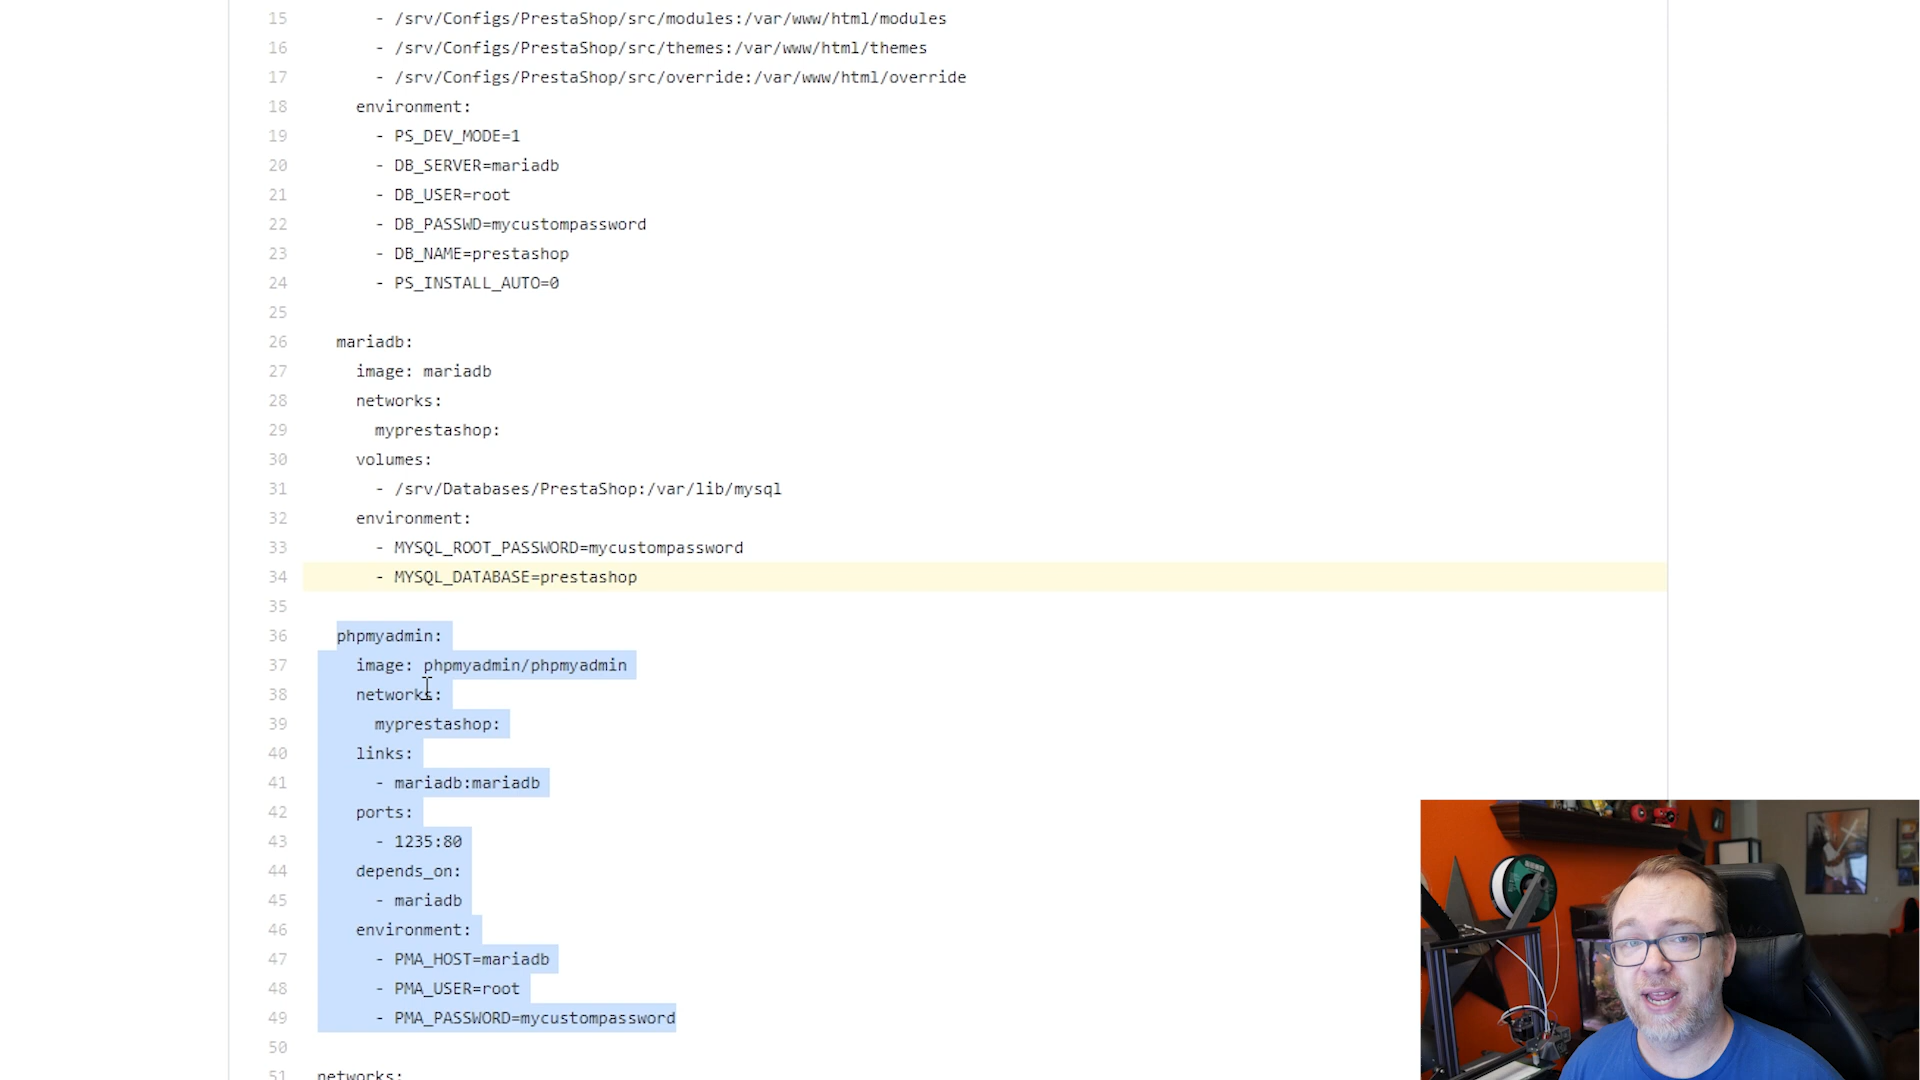 15 - /srv/Configs/PrestaShop/src/modules:/var/www/html/modules
16 - /srv/Configs/PrestaShop/src/themes:/var/www/html/themes
17 - /srv/Configs/PrestaShop/src/override:/var/www/html/override
18 environment:
19 - PS_DEV_MODE=1
20 - DB_SERVER=mariadb
21 - DB_USER=root
22 - DB_PASSWD=mycustompassword
23 - DB_NAME=prestashop
24 - PS_INSTALL_AUTO=0
25
26 mariadb:
27 image: mariadb
28 networks:
29 myprestashop:
30 volumes:
31 - /srv/Databases/PrestaShop:/var/lib/mysql
32 environment:
33 - MYSQL_ROOT_PASSWORD=mycustompassword
34 - MYSQL_DATABASE=prestashop
35
36 phpmyadmin:
37 image: phpmyadmin/phpmyadmin
38 networks:
39 myprestashop:
40 links:
41 - mariadb:mariadb
42 ports:
43 - 1235:80
44 depends_on:
45 - mariadb
46 environment:
47 - PMA_HOST=mariadb
48 - PMA_USER=root
49 - PMA_PASSWORD=mycustompassword
50
51 networks: